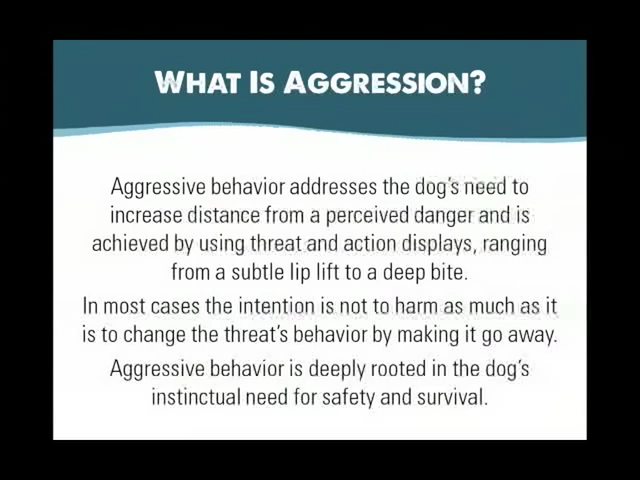 WHAT IS AGGRESSION?
Aggressive behavior addresses the dog's need to
increase distance from a perceived danger and is
achieved by using threat and action displays, ranging
from a subtle lip lift to a deep bite.
In most cases the intention is not to harm as much as it
is to change the threat's behavior by making it go away.
Aggressive behavior is deeply rooted in the dog's
instinctual need for safety and survival.